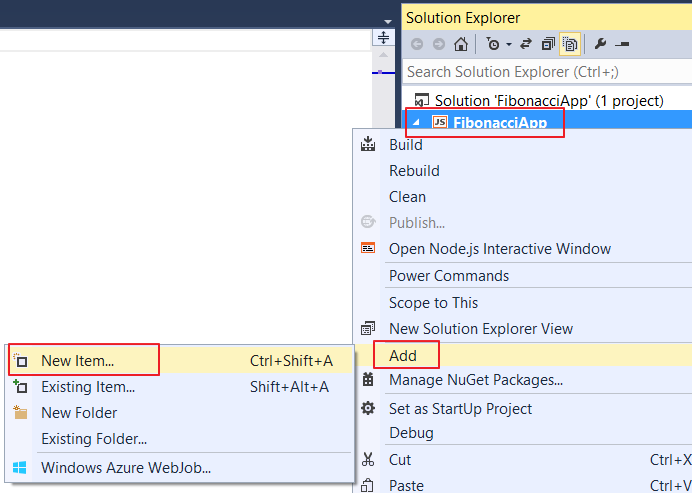 Solution Explorer
Search Solution Explorer (Ctrl+;)
Solution 'FibonacciApp' (1 project)
JS FibonacciApp
Build
Rebuild
Clean
Publish...
Open Node.js Interactive Window
Power Commands
Scope to This
New Solution Explorer View
Add
Manage NuGet Packages...
Set as StartUp Project
Debug
Cut Ctrl+X
Paste Ctrl+V
New Item... Ctrl+Shift+A
Existing Item... Shift+Alt+A
New Folder
Existing Folder...
Windows Azure WebJob...